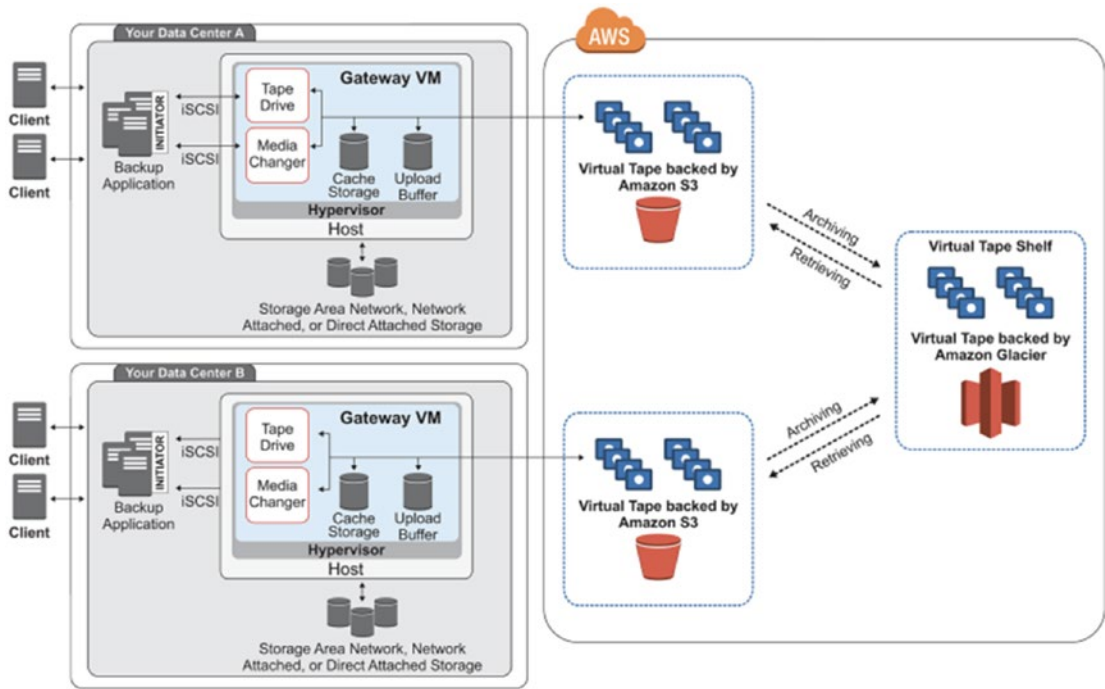 Your Data Center A
Client
Client
INITIATOR
Backup
Application
iSCSI
iSCSI
Gateway VM
Tape
Drive
Media
Changer
Cache
Storage
Upload
Buffer
Hypervisor
Host
Storage Area Network, Network
Attached, or Direct Attached Storage
Your Data Center B
Client
Client
INITIATOR
Backup
Application
iSCSI
iSCSI
Gateway VM
Tape
Drive
Media
Changer
Cache
Storage
Upload
Buffer
Hypervisor
Host
Storage Area Network, Network
Attached, or Direct Attached Storage
AWS
Virtual Tape backed by
Amazon S3
Archiving
Retrieving
Virtual Tape Shelf
Virtual Tape backed by
Amazon Glacier
Archiving
Retrieving
Virtual Tape backed by
Amazon S3